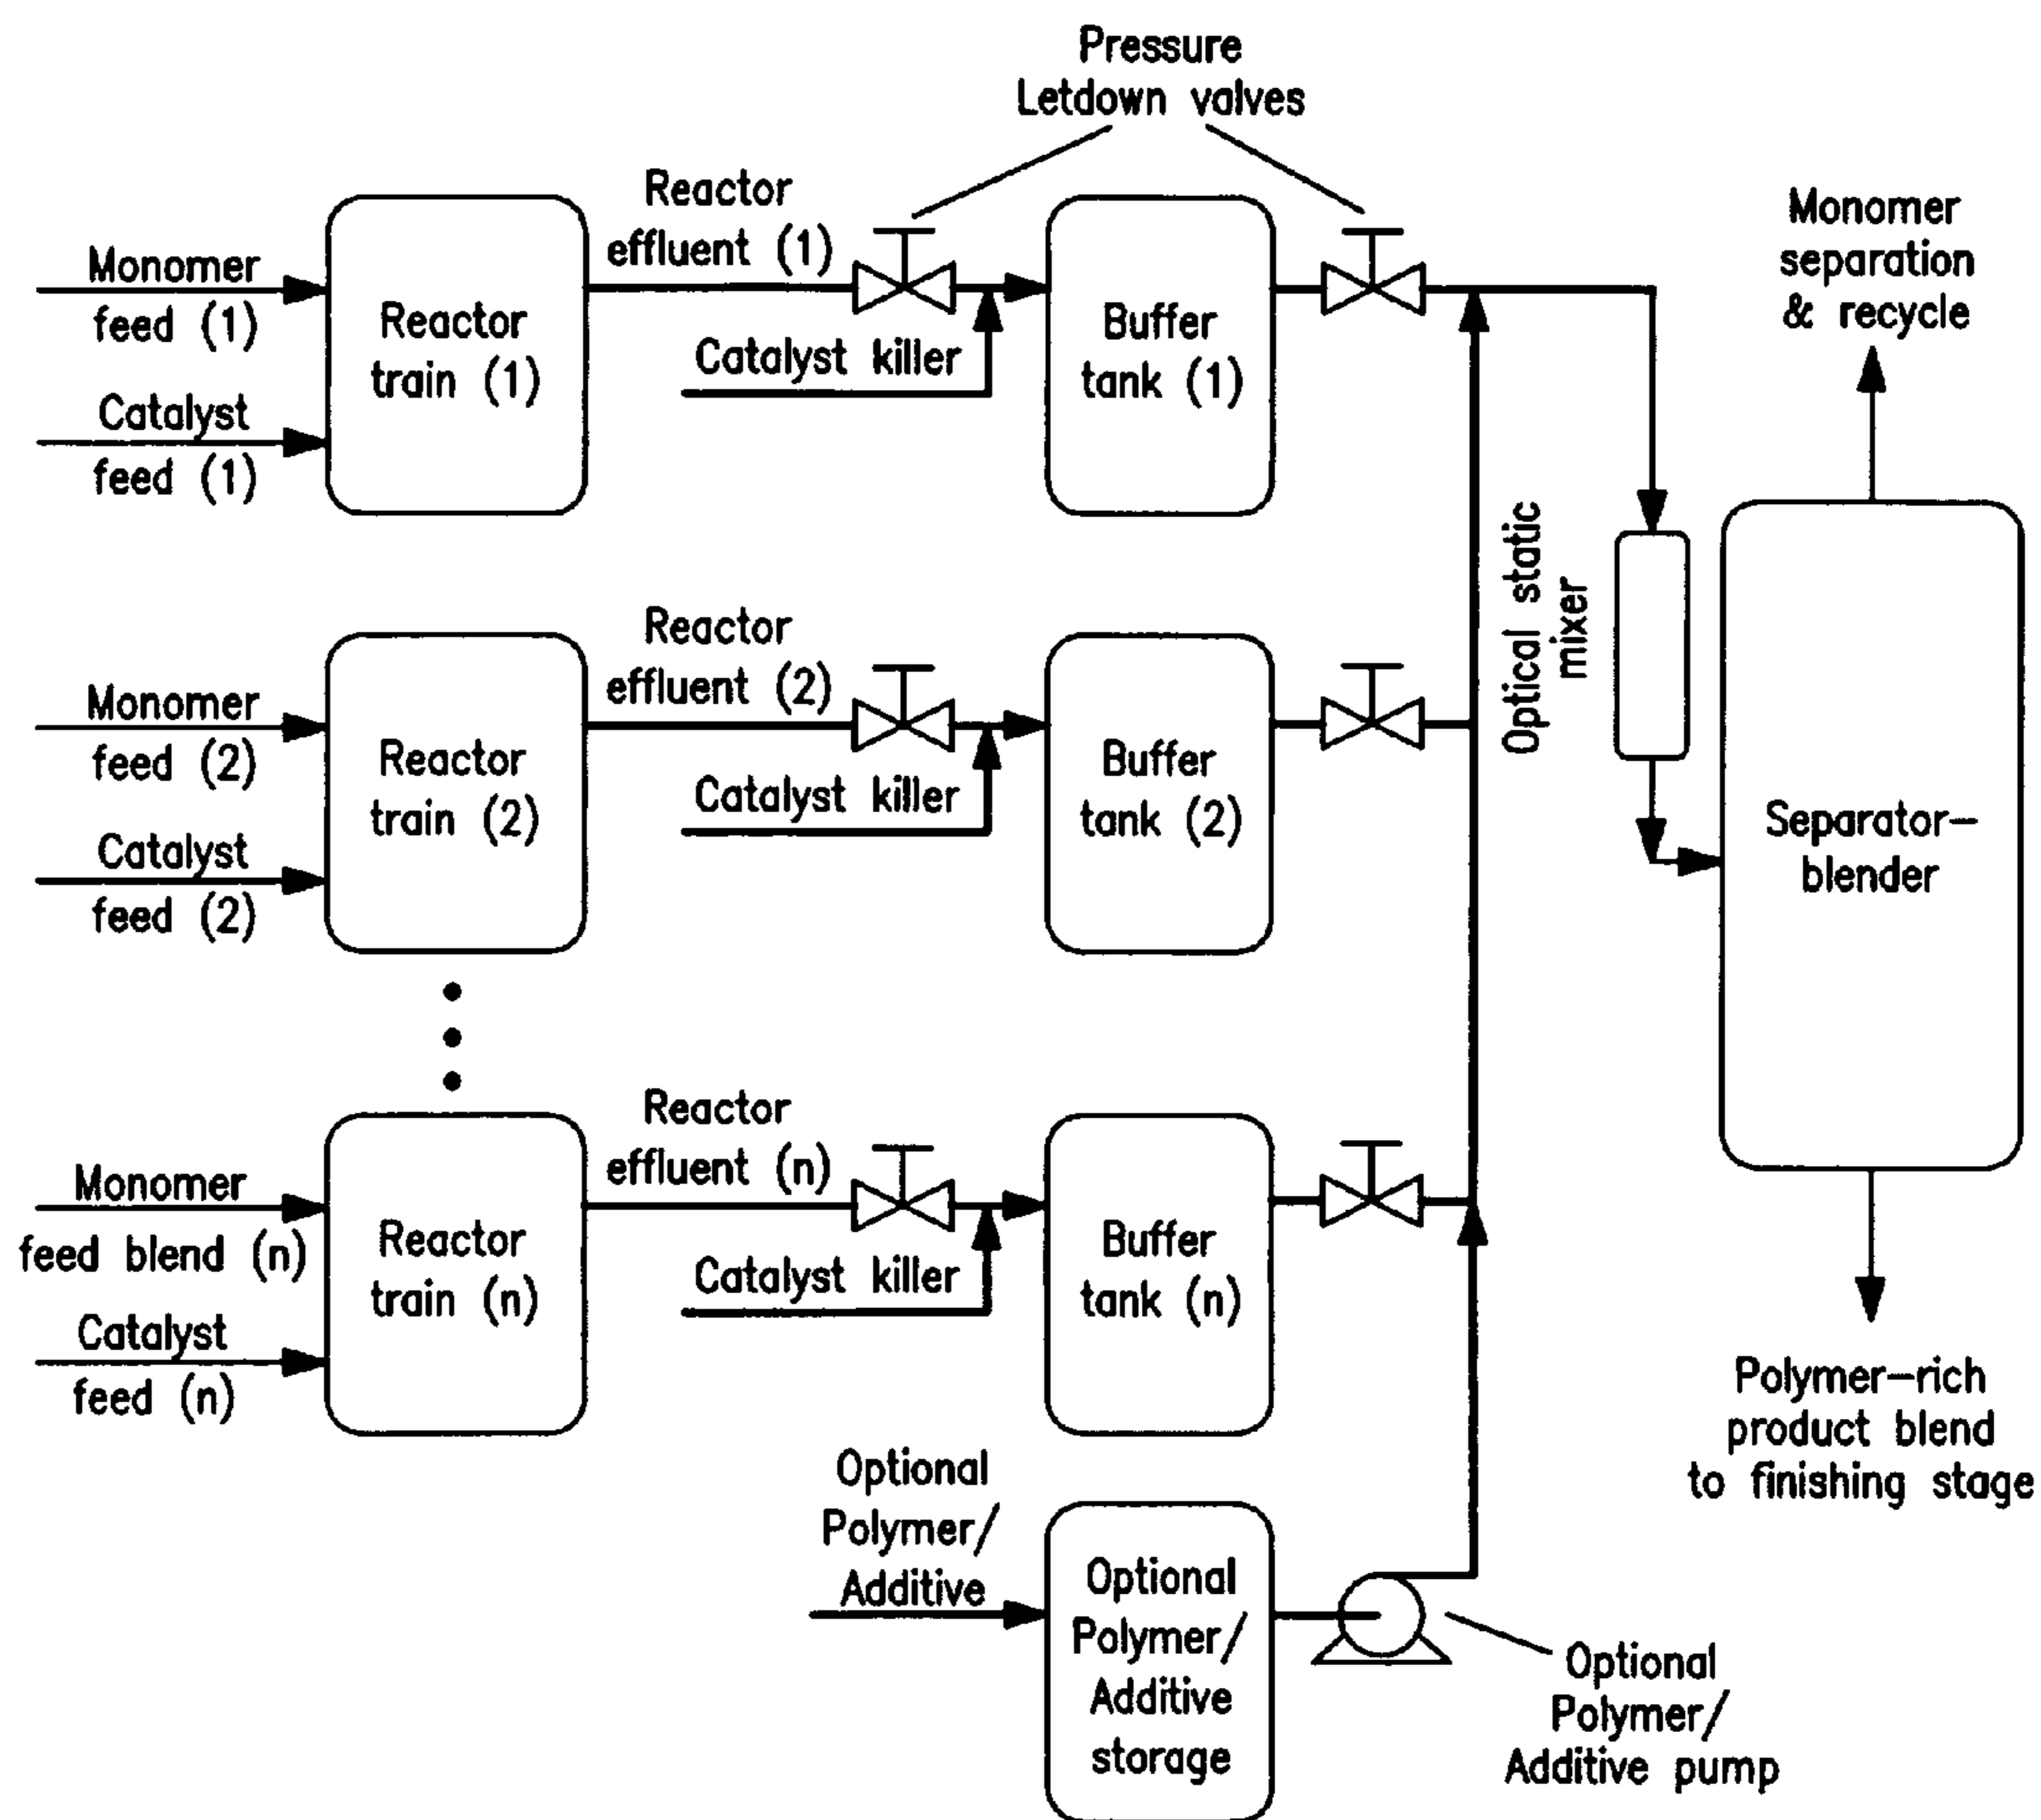 Pressure
Letdown valves
Reactor
effluent (1)
Monomer
feed (1)
Catalyst
feed (1)
Reactor
train (1)
Catalyst killer
Buffer
tank (1)
Monomer
separation
& recycle
Optical static
mixer
Reactor
effluent (2)
Monomer
feed (2)
Catalyst
feed (2)
Reactor
train (2)
Catalyst killer
Buffer
tank (2)
Separator-
blender
Reactor
effluent (n)
Monomer
feed blend (n)
Catalyst
feed (n)
Reactor
train (n)
Catalyst killer
Buffer
tank (n)
Polymer-rich
product blend
to finishing stage
Optional
Polymer/
Additive
Optional
Polymer/
Additive
storage
Optional
Polymer/
Additive pump